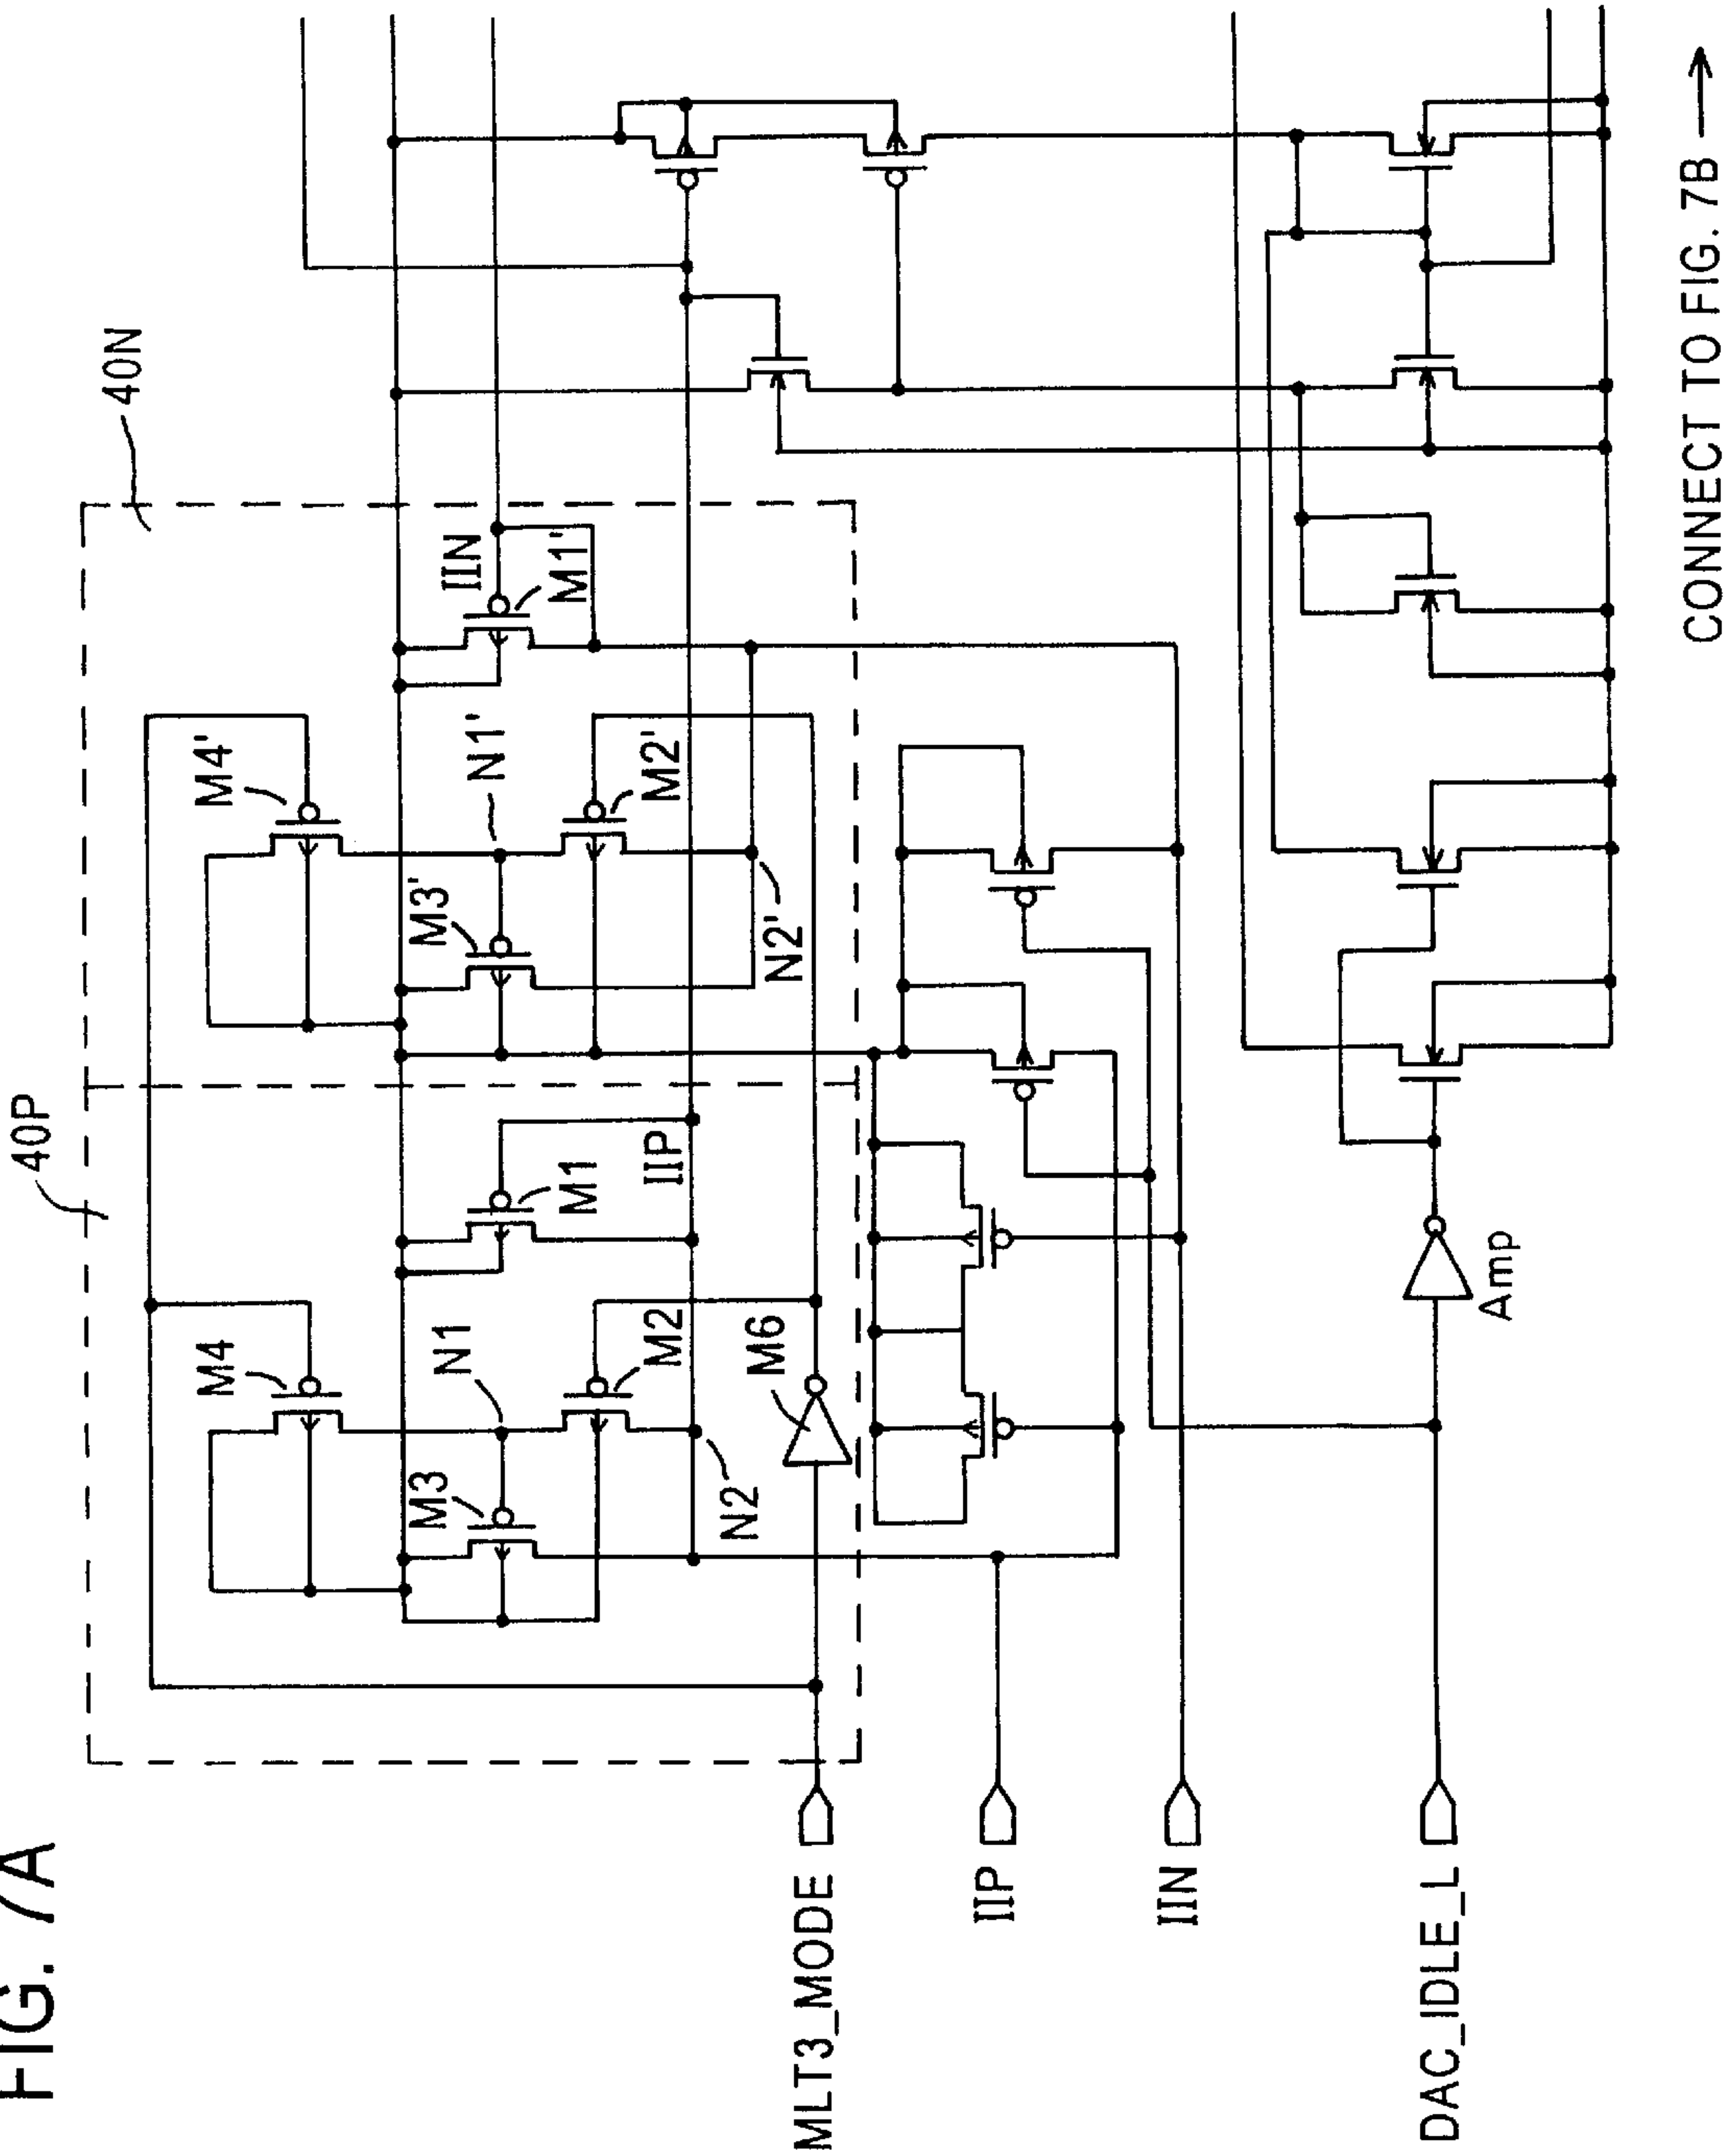 FIG. 7A
40P
40N
M4
M4'
N1
N1'
M3
M3'
M1
IIN
M1'
M2
M2'
IIP
N2
N2'
M6
MLT3_MODE
IIP
IIN
DAC_IDLE_L
Amp
CONNECT TO FIG. 7B